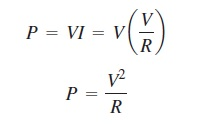 P = VI = V(V/R)
P = V²/R